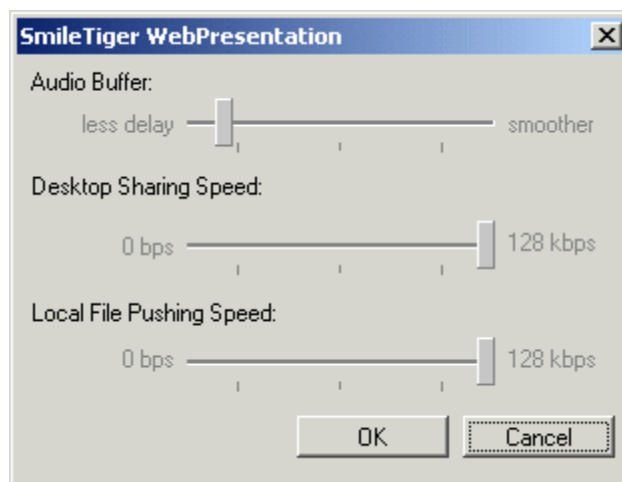 SmileTiger WebPresentation
Audio Buffer:
less delay smoother
Desktop Sharing Speed:
0 bps 128 kbps
Local File Pushing Speed:
0 bps 128 kbps
OK Cancel